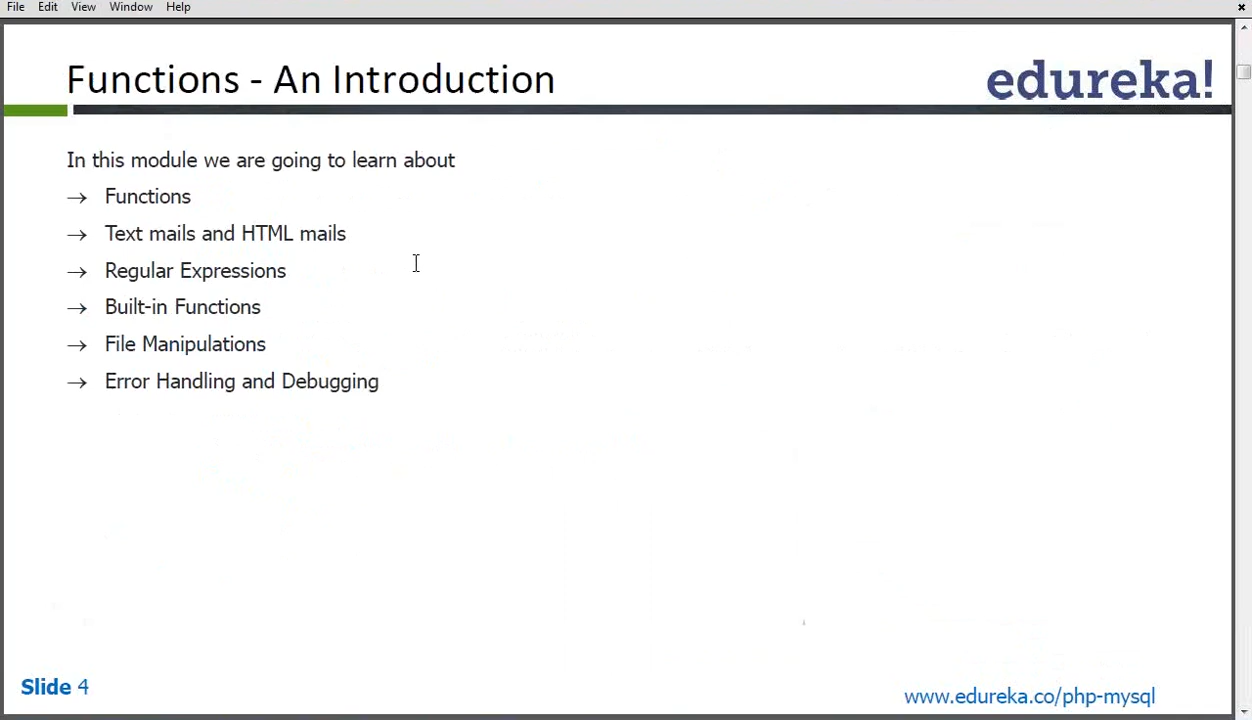 File Edit View Window Help
Functions - An Introduction
edureka!
In this module we are going to learn about
→ Functions
→ Text mails and HTML mails
→ Regular Expressions
→ Built-in Functions
→ File Manipulations
→ Error Handling and Debugging
Slide 4
www.edureka.co/php-mysql